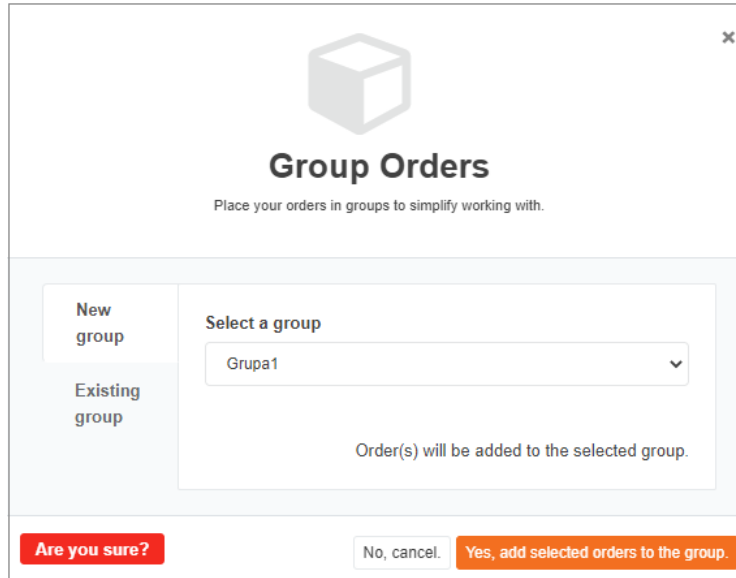 ×
Group Orders
Place your orders in groups to simplify working with.
New
group
Existing
group
Select a group
Grupa1
Order(s) will be added to the selected group.
Are you sure?
No, cancel.
Yes, add selected orders to the group.